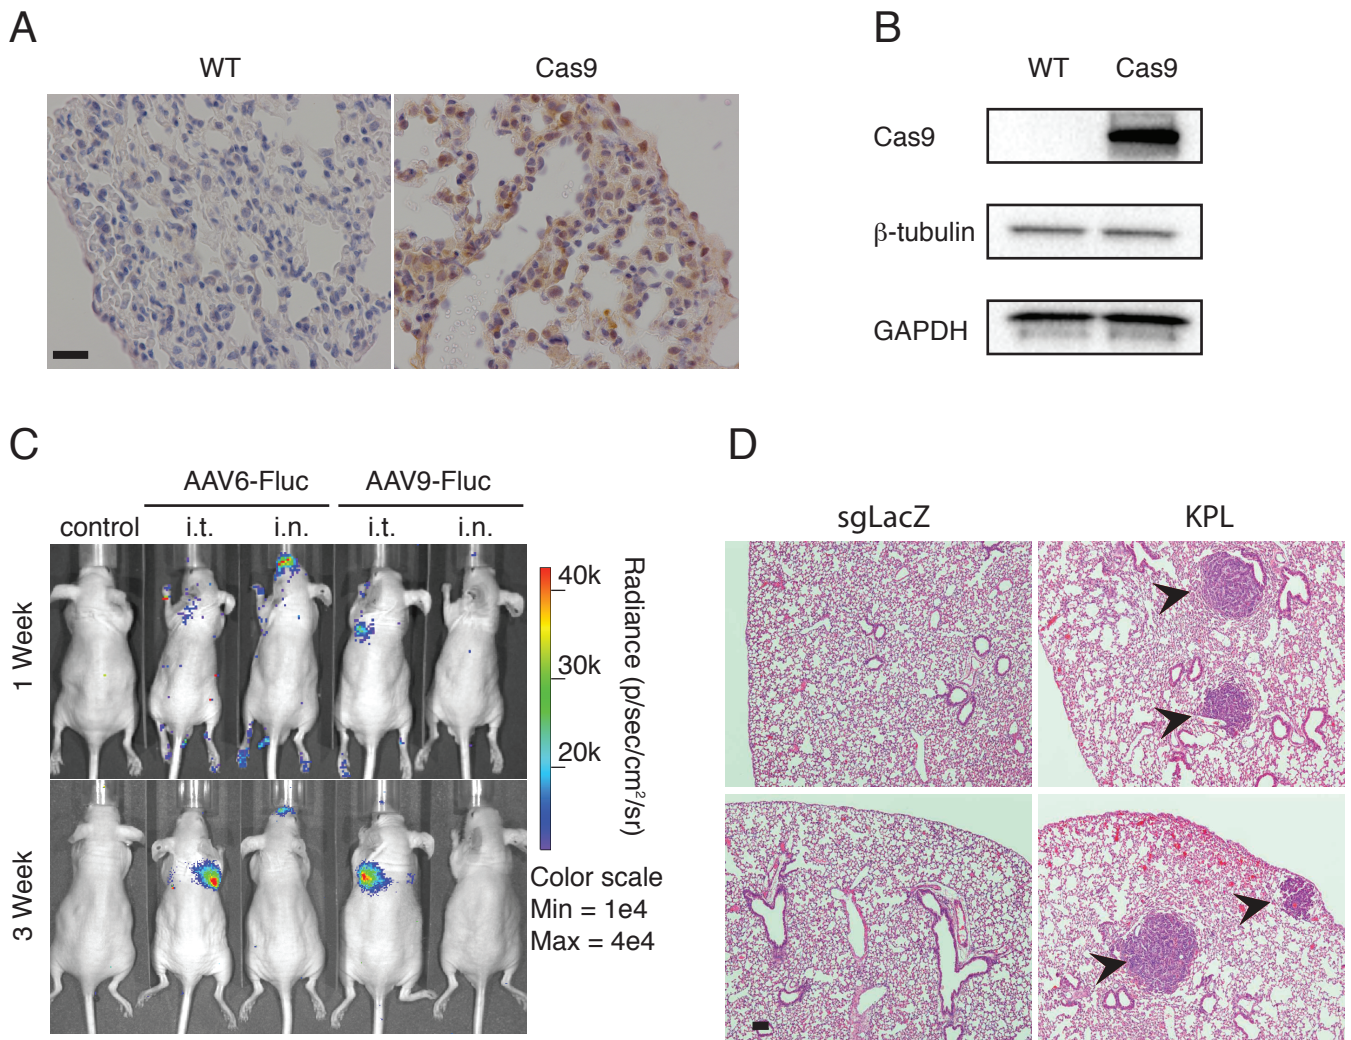 A
WT Cas9
B
WT Cas9
Cas9
β-tubulin
GAPDH
C
AAV6-Fluc AAV9-Fluc
control i.t. i.n. i.t. i.n.
1 Week
3 Week
40k
30k
20k
Radiance (p/sec/cm²/sr)
Color scale
Min = 1e4
Max = 4e4
D
sgLacZ KPL